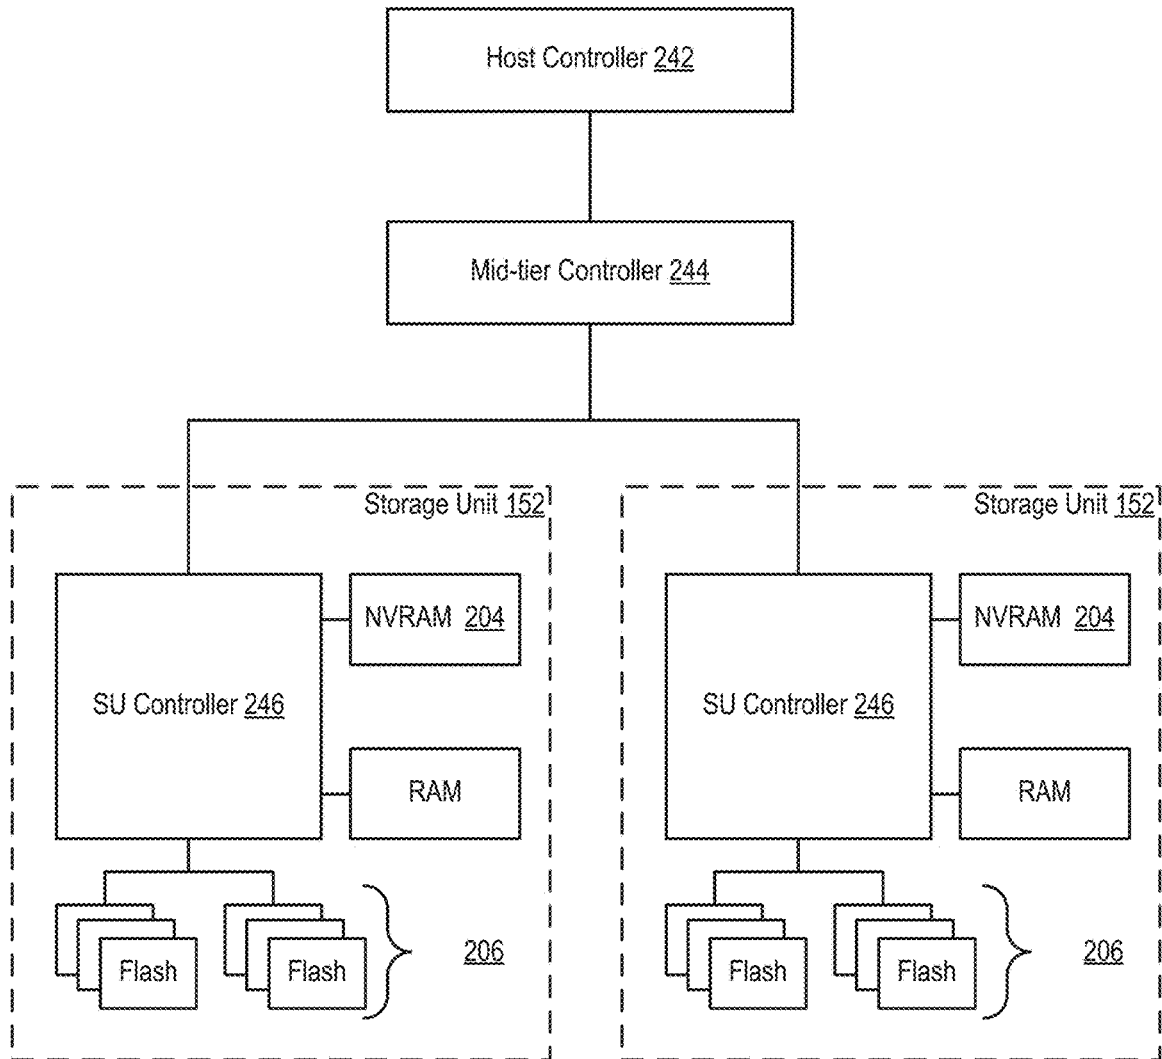 Host Controller 242
Mid-tier Controller 244
Storage Unit 152
Storage Unit 152
NVRAM 204
NVRAM 204
SU Controller 246
SU Controller 246
RAM
RAM
Flash
Flash
206
Flash
Flash
206